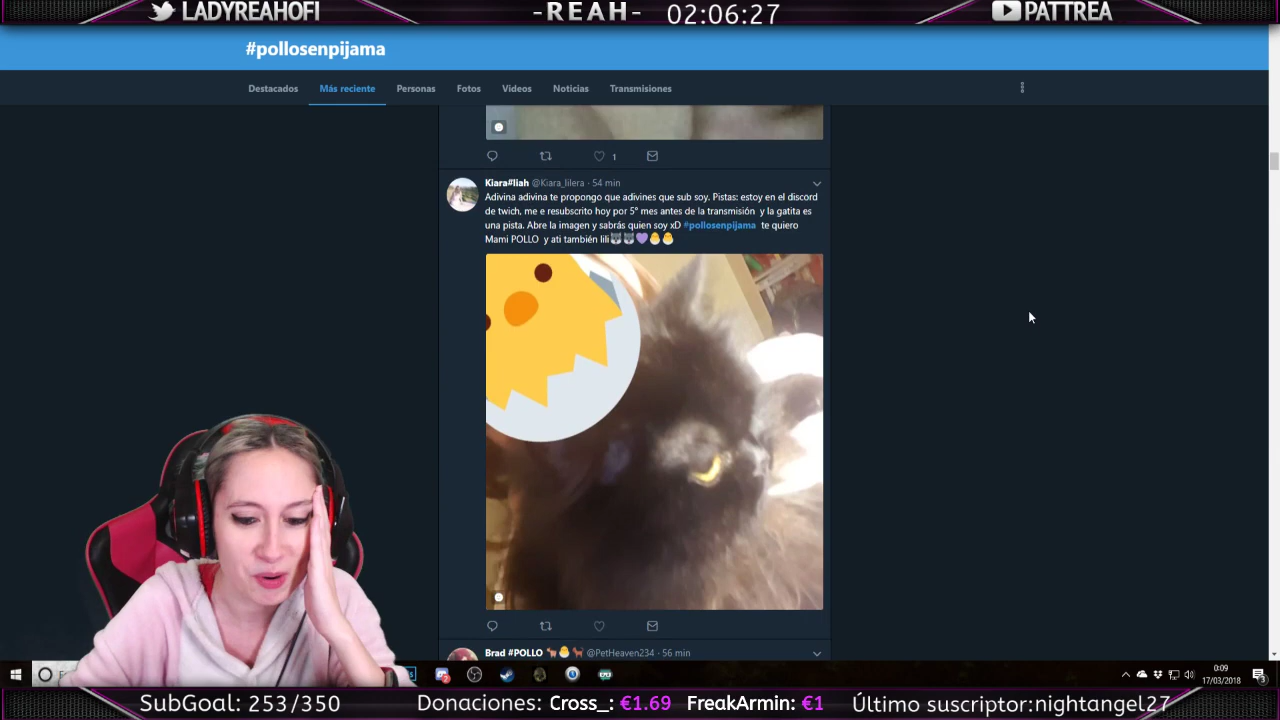 LADYREAHOFI
-REAH-
02:06:27
PATTREA
#pollosenpijama
Destacados
Más reciente
Personas
Fotos
Videos
Noticias
Transmisiones
1
Kiara#liah @Kiara_lilera · 54 min
Adivina adivina te propongo que adivines que sub soy. Pistas: estoy en el discord
de twich, me e resubscrito hoy por 5° mes antes de la transmisión y la gatita es
una pista. Abre la imagen y sabrás quien soy xD #pollosenpijama te quiero
Mami POLLO y ati también lili
Brad #POLLO @PetHeaven234 · 56 min
0:09
17/03/2018
SubGoal: 253/350
Donaciones: Cross_: €1.69 FreakArmin: €1
Último suscriptor:nightangel27